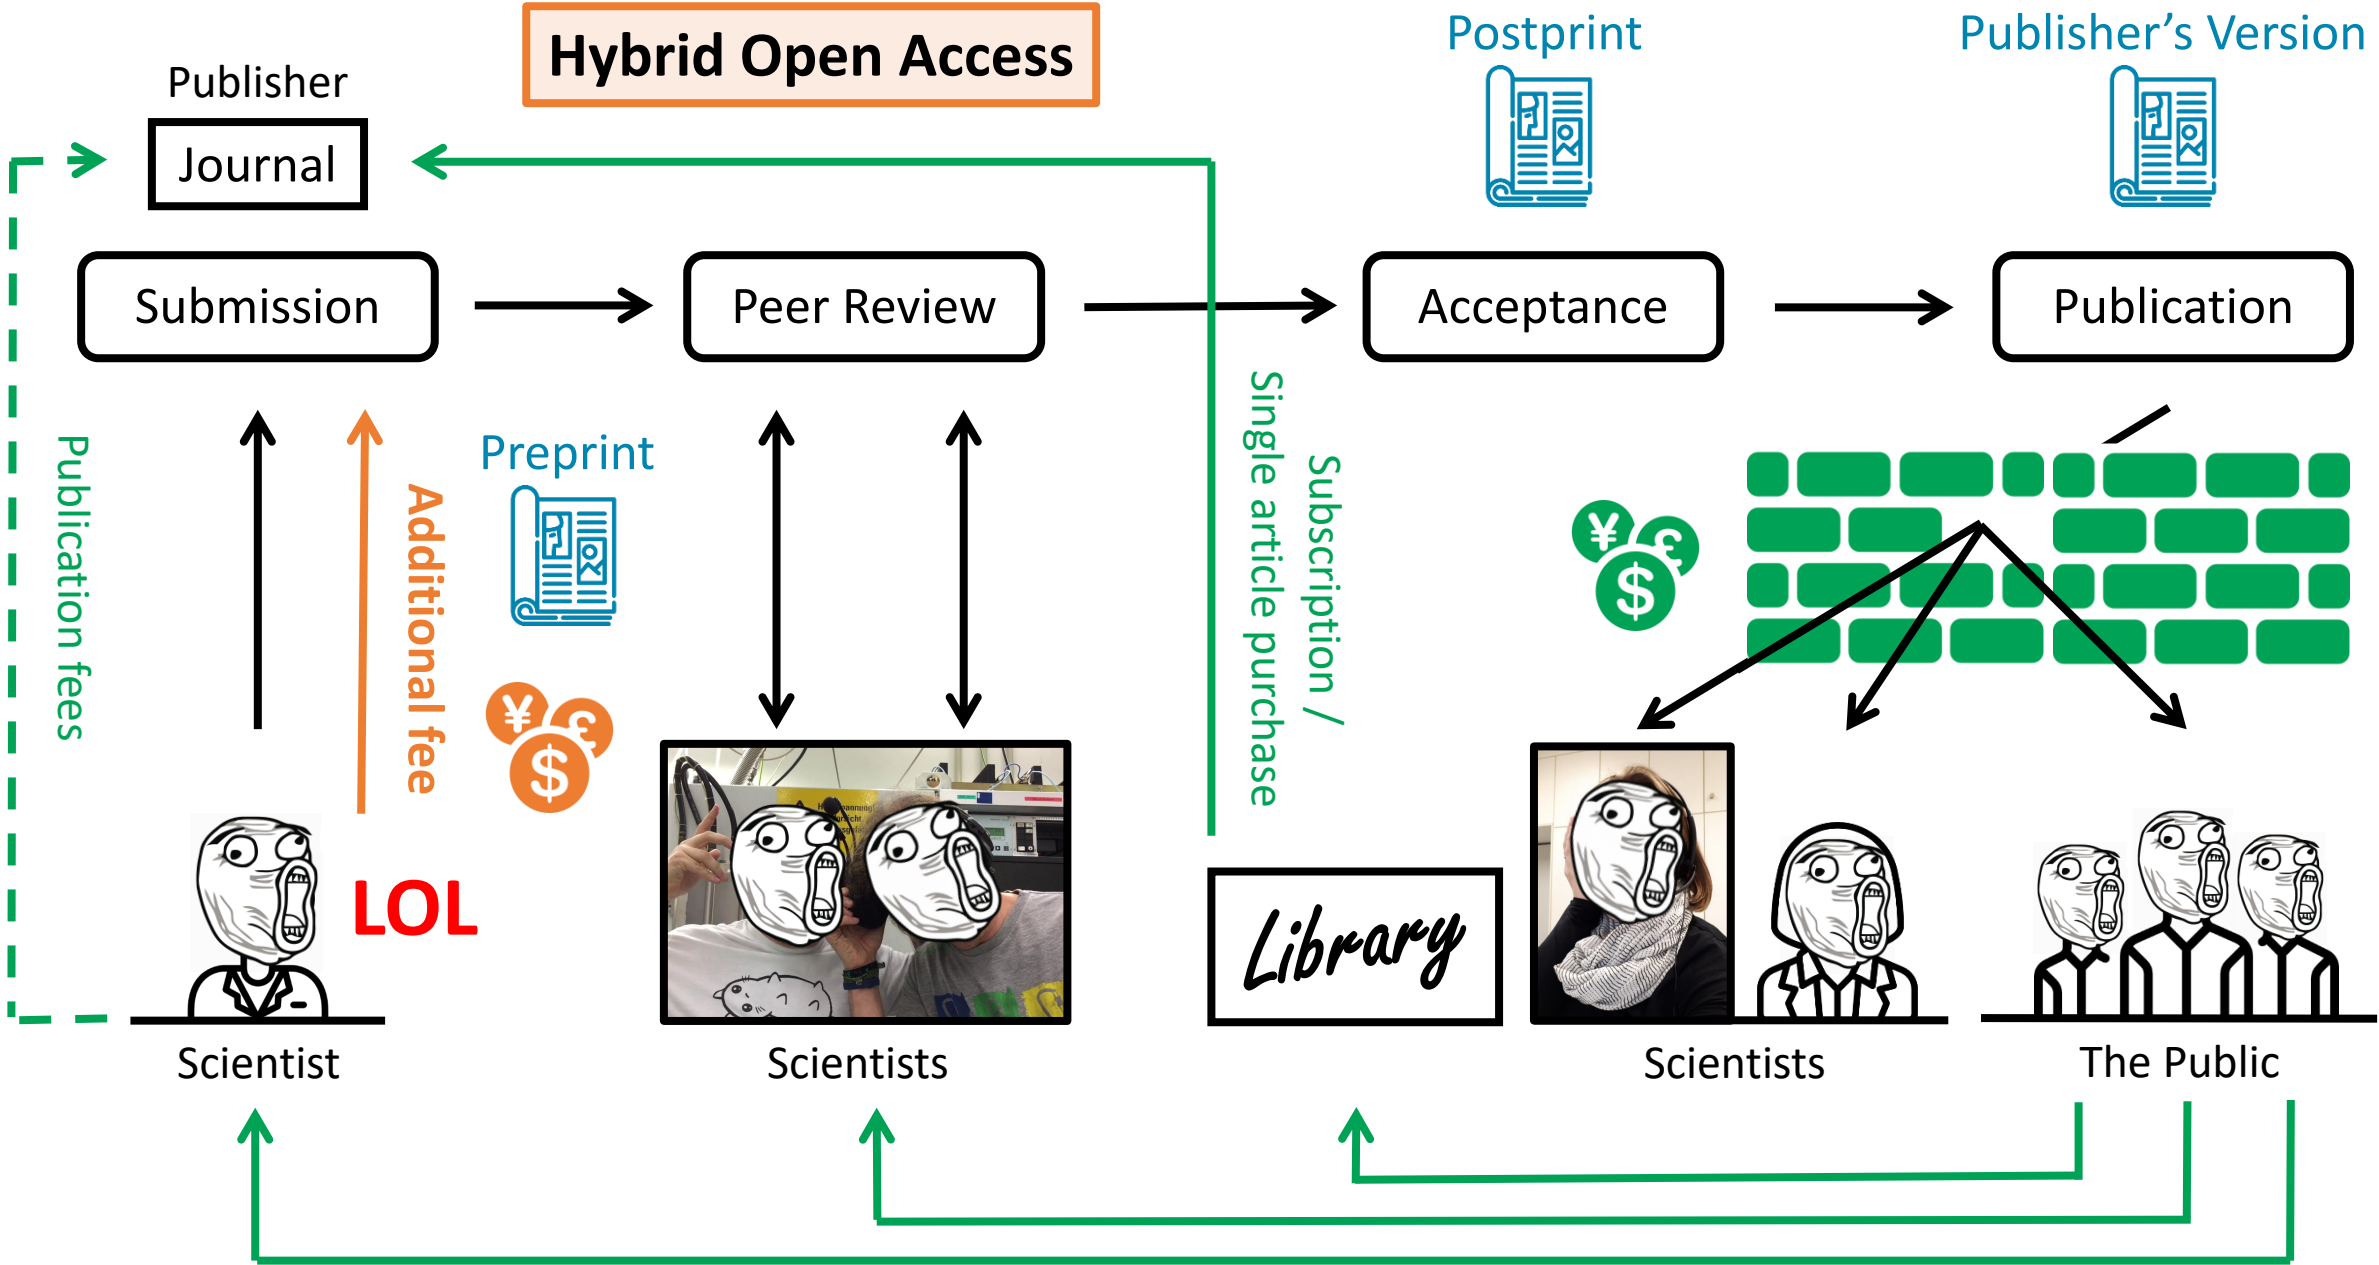 Hybrid Open Access
Postprint
Publisher's Version
Publisher
Journal
Submission
Peer Review
Acceptance
Publication
Publication fees
Additional fee
Preprint
Subscription /
Single article purchase
LOL
Library
Scientist
Scientists
Scientists
The Public